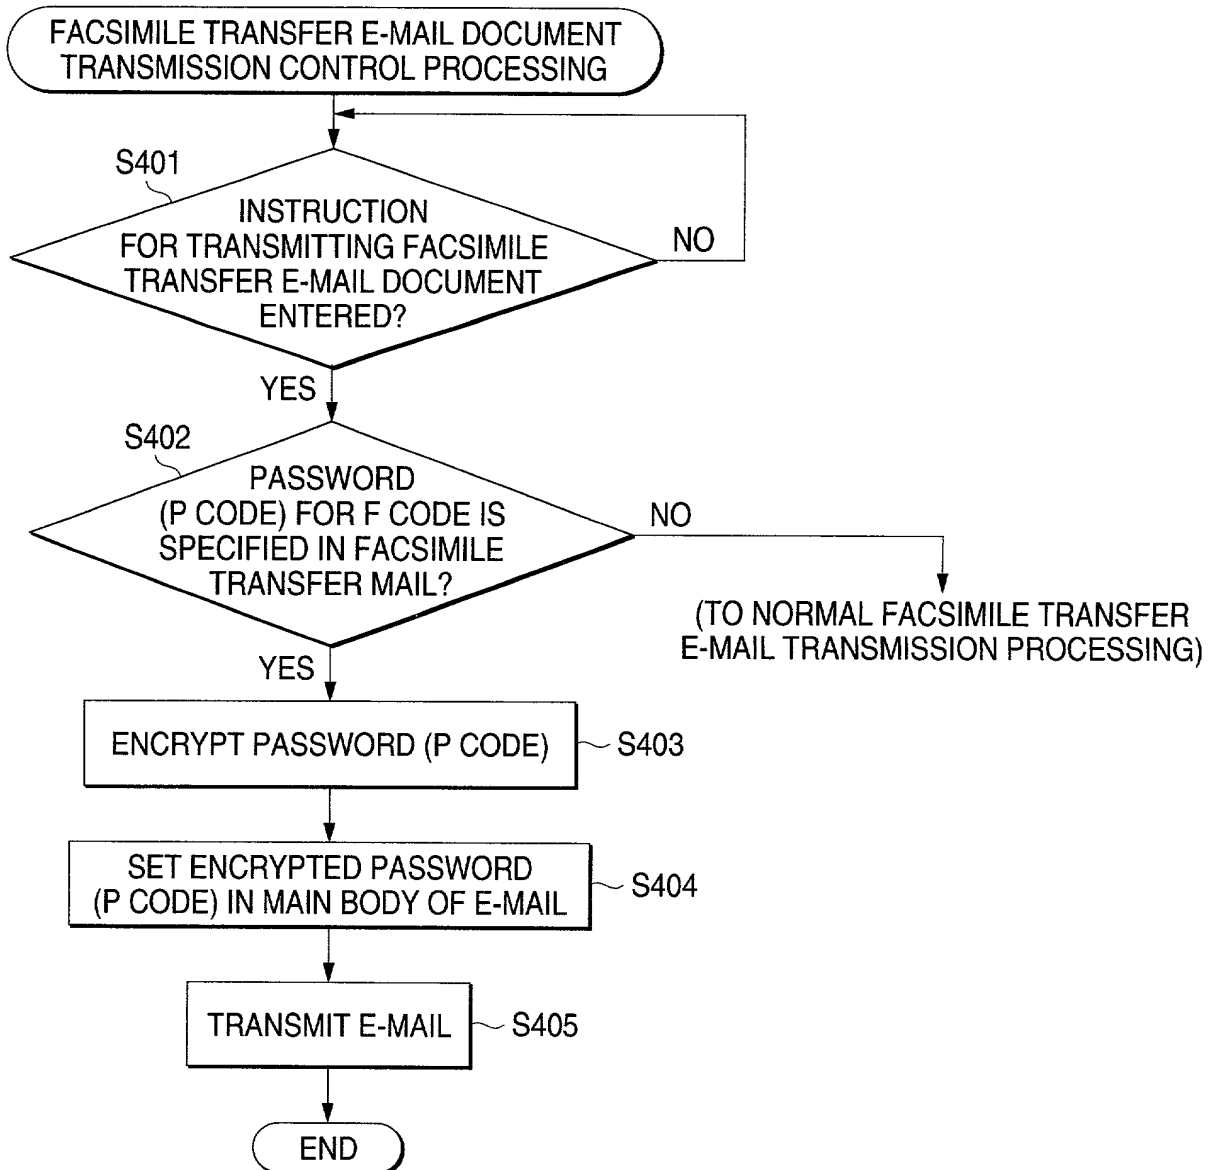 FACSIMILE TRANSFER E-MAIL DOCUMENT
TRANSMISSION CONTROL PROCESSING
S401
INSTRUCTION
FOR TRANSMITTING FACSIMILE
TRANSFER E-MAIL DOCUMENT
ENTERED?
NO
YES
S402
PASSWORD
(P CODE) FOR F CODE IS
SPECIFIED IN FACSIMILE
TRANSFER MAIL?
NO
(TO NORMAL FACSIMILE TRANSFER
E-MAIL TRANSMISSION PROCESSING)
YES
ENCRYPT PASSWORD (P CODE)
S403
SET ENCRYPTED PASSWORD
(P CODE) IN MAIN BODY OF E-MAIL
S404
TRANSMIT E-MAIL
S405
END